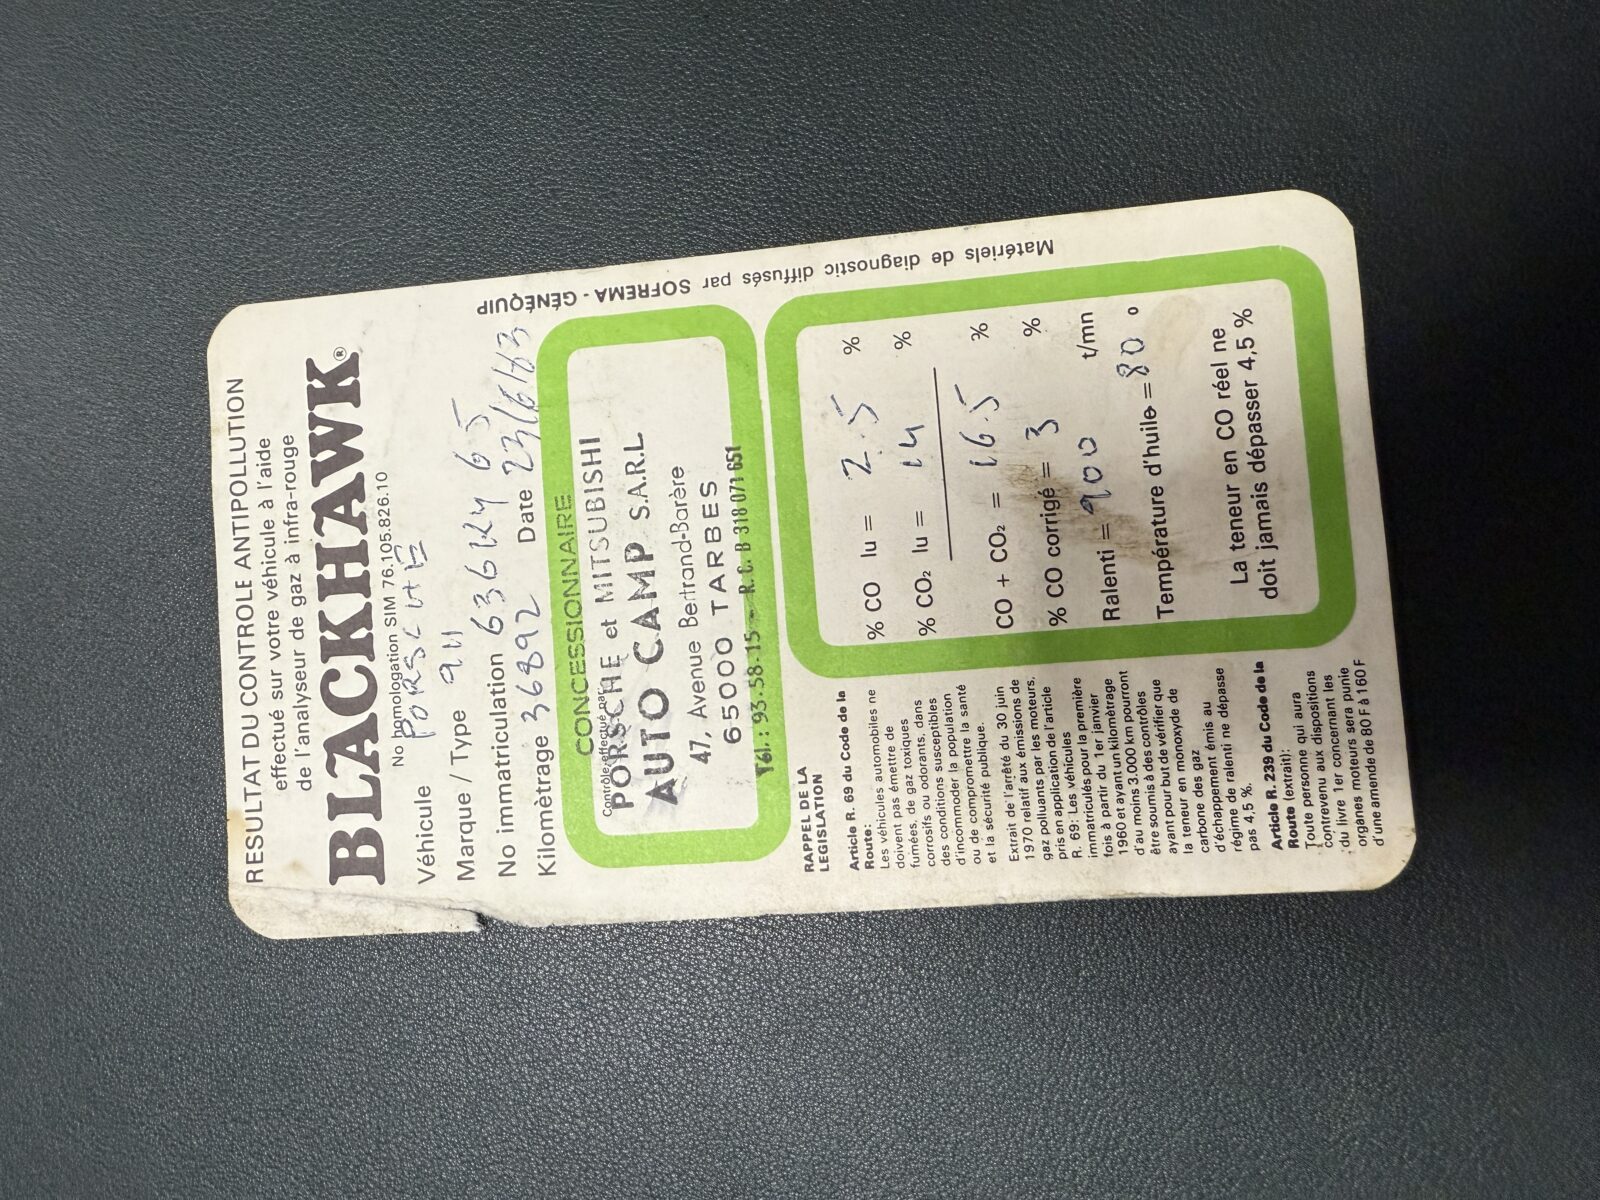 RESULTAT DU CONTROLE ANTIPOLLUTION
effectué sur votre véhicule à l'aide
de l'analyseur de gaz à infra-rouge
BLACKHAWK®
No homologation SIM 76.105.826.10
Véhicule PORSCHE
Marque / Type 911
No immatriculation 636 KY 65
Kilomètrage 36892 Date 23/6/83
CONCESSIONNAIRE
Contrôle effectué par
PORSCHE et MITSUBISHI
AUTO CAMP S.A.R.L
47, Avenue Bertrand-Barère
65000 TARBES
Tél. : 93-58-15 - R.C. B 318 071 651
Matériels de diagnostic diffusés par SOFREMA - GÉNÉQUIP
RAPPEL DE LA
LEGISLATION
Article R. 69 du Code de la
Route:
Les véhicules automobiles ne
doivent pas émettre de
fumées, de gaz toxiques
corrosifs ou odorants, dans
des conditions susceptibles
d'incommoder la population
ou de compromettre la santé
et la sécurité publique.
Extrait de l'arrêté du 30 juin
1970 relatif aux émissions de
gaz polluants par les moteurs,
pris en application de l'article
R. 69: Les véhicules
immatriculés pour la première
fois à partir du 1er janvier
1960 et ayant un kilomètrage
d'au moins 3.000 km pourront
être soumis à des contrôles
ayant pour but de vérifier que
la teneur en monoxyde de
carbone des gaz
d'échappement émis au
régime de ralenti ne dépasse
pas 4,5 %.
Article R. 239 du Code de la
Route (extrait):
Toute personne qui aura
contrevenu aux dispositions
du livre 1er concernant les
organes moteurs sera punie
d'une amende de 80 F à 160 F
% CO lu = 2.5 %
% CO₂ lu = 14 %
CO + CO₂ = 16.5 %
% CO corrigé = 3 %
Ralenti = 900 t/mn
Température d'huile = 80 o
La teneur en CO réel ne
doit jamais dépasser 4,5 %